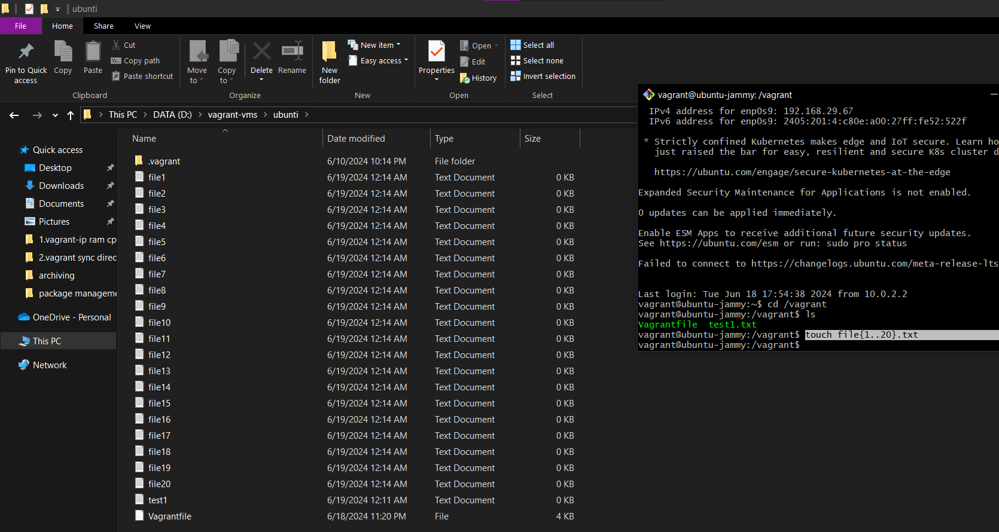 ubunti
File Home Share View
Pin to Quick access
Copy
Paste
Cut
Copy path
Paste shortcut
Clipboard
Move to
Copy to
Delete
Rename
Organize
New folder
New item
Easy access
New
Properties
Open
Edit
History
Open
Select all
Select none
Invert selection
Select
This PC > DATA (D:) > vagrant-vms > ubunti >
Quick access
Desktop
Downloads
Documents
Pictures
1.vagrant-ip ram cp
2.vagrant sync direc
archiving
package manageme
OneDrive - Personal
This PC
Network
Name Date modified Type Size
.vagrant 6/10/2024 10:14 PM File folder
file1 6/19/2024 12:14 AM Text Document 0 KB
file2 6/19/2024 12:14 AM Text Document 0 KB
file3 6/19/2024 12:14 AM Text Document 0 KB
file4 6/19/2024 12:14 AM Text Document 0 KB
file5 6/19/2024 12:14 AM Text Document 0 KB
file6 6/19/2024 12:14 AM Text Document 0 KB
file7 6/19/2024 12:14 AM Text Document 0 KB
file8 6/19/2024 12:14 AM Text Document 0 KB
file9 6/19/2024 12:14 AM Text Document 0 KB
file10 6/19/2024 12:14 AM Text Document 0 KB
file11 6/19/2024 12:14 AM Text Document 0 KB
file12 6/19/2024 12:14 AM Text Document 0 KB
file13 6/19/2024 12:14 AM Text Document 0 KB
file14 6/19/2024 12:14 AM Text Document 0 KB
file15 6/19/2024 12:14 AM Text Document 0 KB
file16 6/19/2024 12:14 AM Text Document 0 KB
file17 6/19/2024 12:14 AM Text Document 0 KB
file18 6/19/2024 12:14 AM Text Document 0 KB
file19 6/19/2024 12:14 AM Text Document 0 KB
file20 6/19/2024 12:14 AM Text Document 0 KB
test1 6/19/2024 12:11 AM Text Document 0 KB
Vagrantfile 6/18/2024 11:20 PM File 4 KB
vagrant@ubuntu-jammy: /vagrant
IPv4 address for enp0s9: 192.168.29.67
IPv6 address for enp0s9: 2405:201:4:c80e:a00:27ff:fe52:522f
* Strictly confined Kubernetes makes edge and IoT secure. Learn ho
just raised the bar for easy, resilient and secure K8s cluster d
https://ubuntu.com/engage/secure-kubernetes-at-the-edge
Expanded Security Maintenance for Applications is not enabled.
0 updates can be applied immediately.
Enable ESM Apps to receive additional future security updates.
See https://ubuntu.com/esm or run: sudo pro status
Failed to connect to https://changelogs.ubuntu.com/meta-release-lts
Last login: Tue Jun 18 17:54:38 2024 from 10.0.2.2
vagrant@ubuntu-jammy:~$ cd /vagrant
vagrant@ubuntu-jammy:/vagrant$ ls
Vagrantfile test1.txt
vagrant@ubuntu-jammy:/vagrant$ touch file{1..20}.txt
vagrant@ubuntu-jammy:/vagrant$